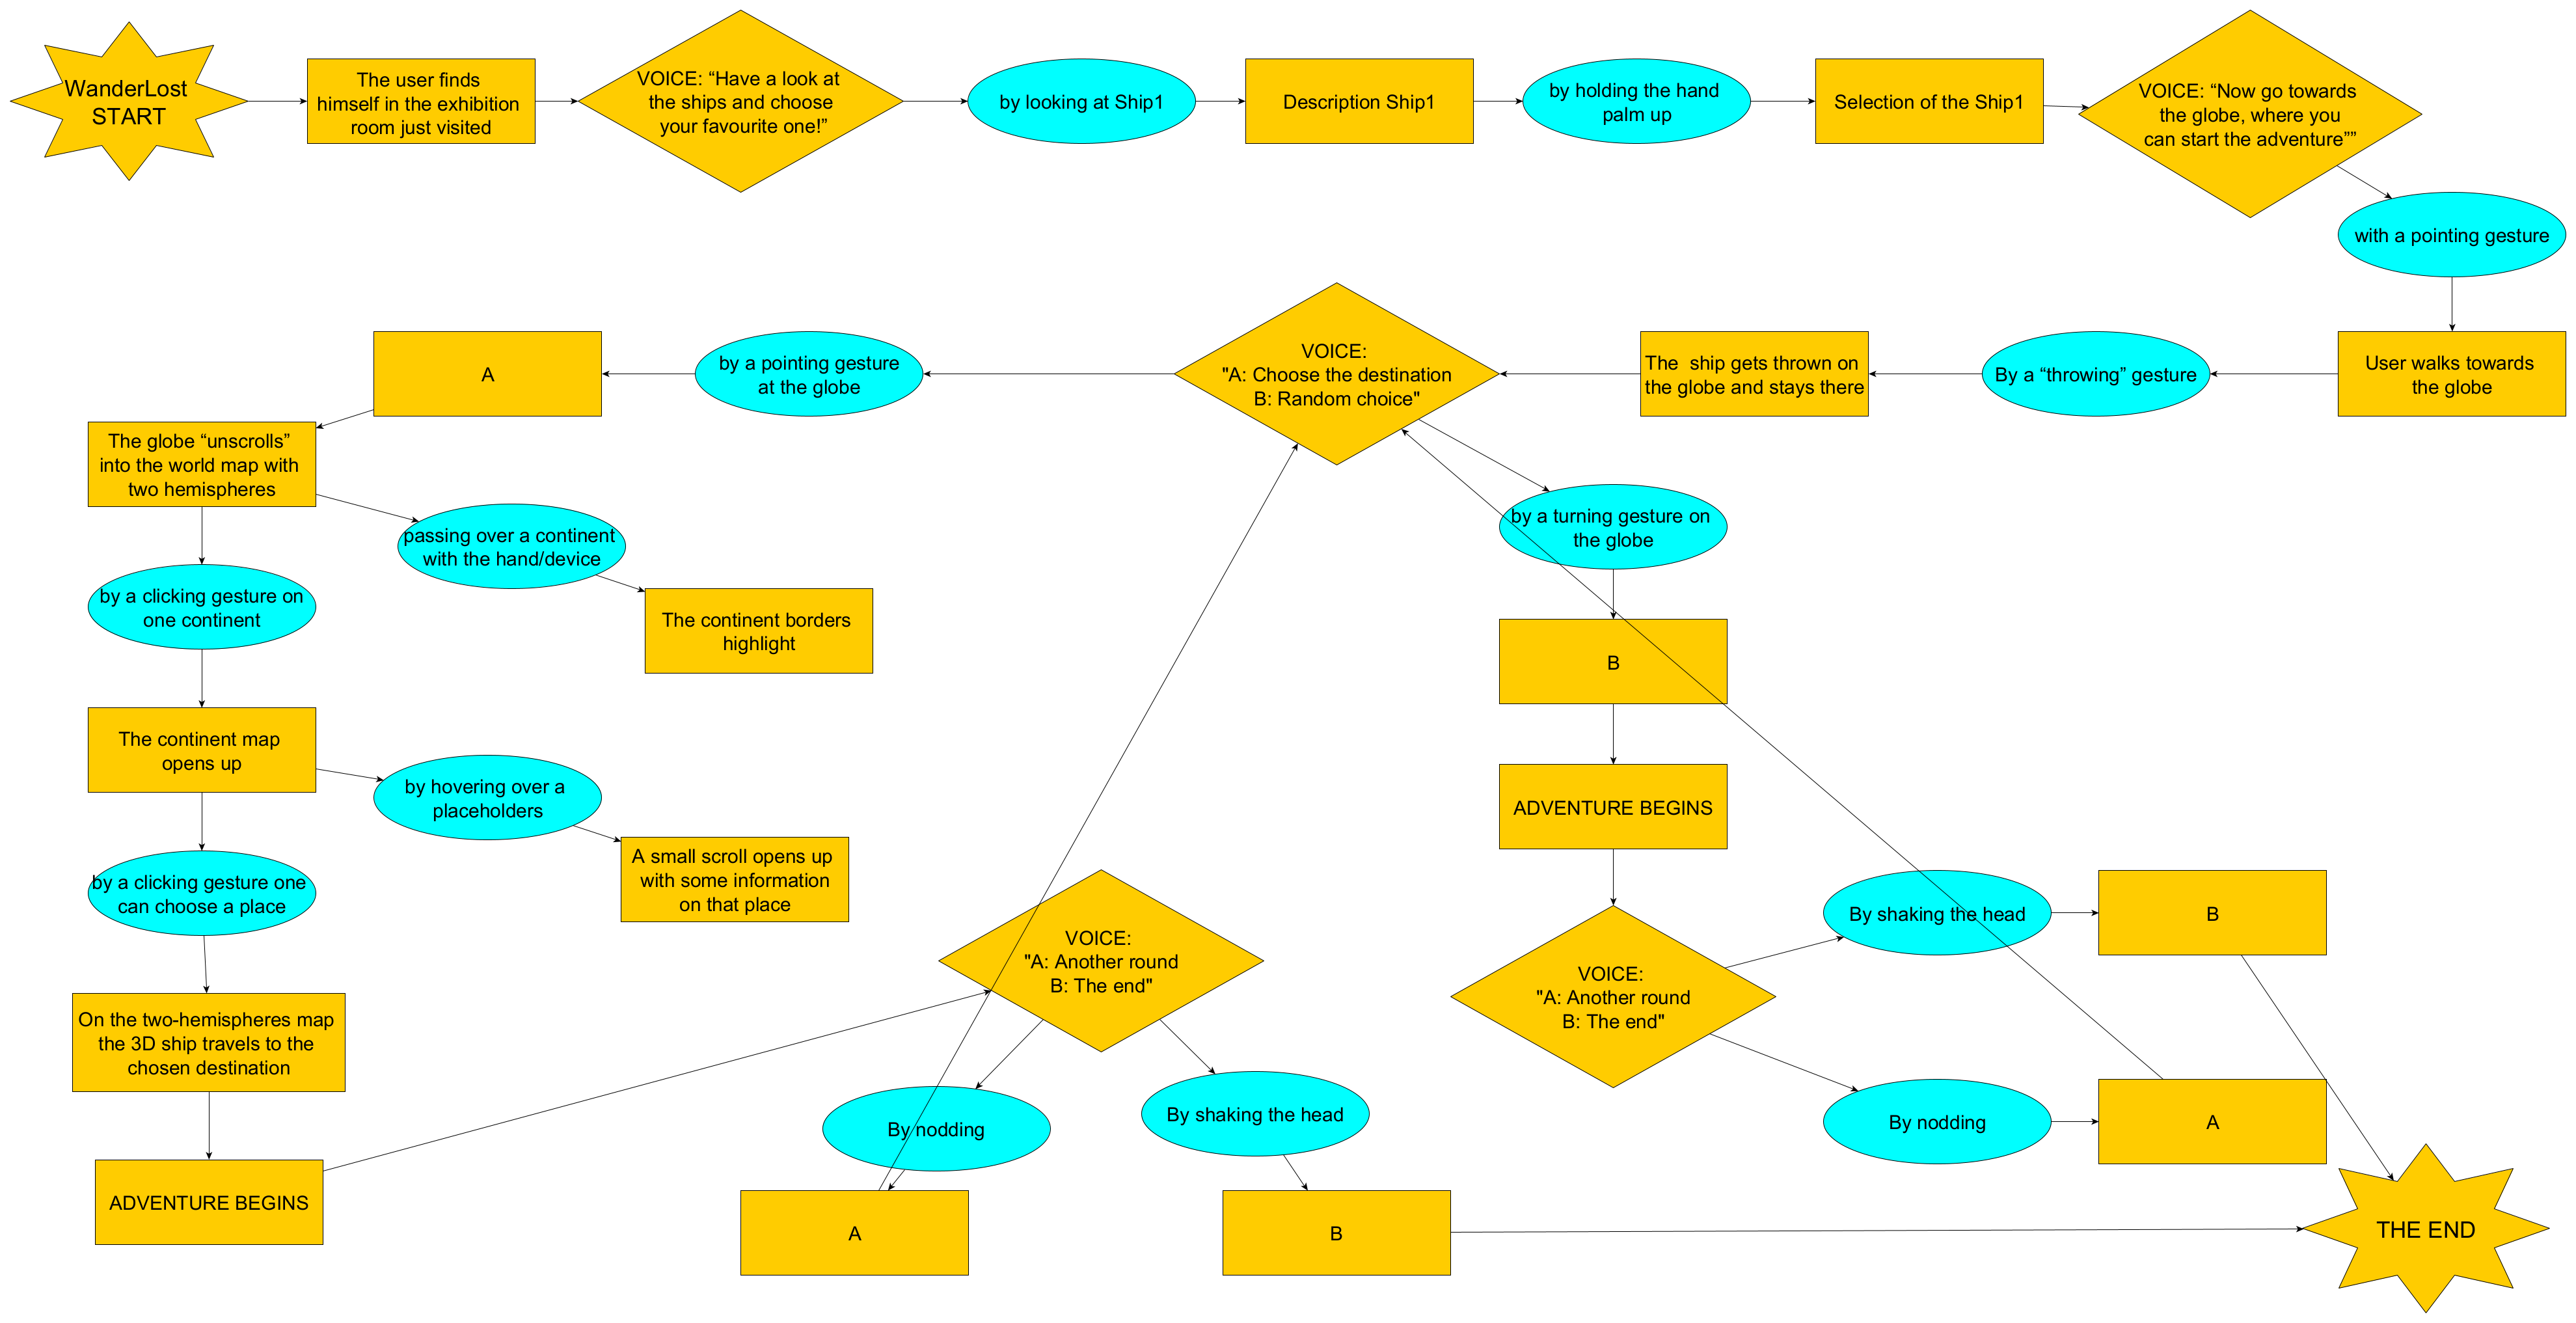 WanderLost
START
The user finds
himself in the exhibition
room just visited
VOICE: “Have a look at
the ships and choose
your favourite one!”
by looking at Ship1
Description Ship1
by holding the hand
palm up
Selection of the Ship1
VOICE: “Now go towards
the globe, where you
can start the adventure””
with a pointing gesture
User walks towards
the globe
By a “throwing” gesture
The  ship gets thrown on
the globe and stays there
VOICE:
"A: Choose the destination
B: Random choice"
by a pointing gesture
at the globe
A
The globe “unscrolls”
into the world map with
two hemispheres
passing over a continent
with the hand/device
The continent borders
highlight
by a clicking gesture on
one continent
The continent map
opens up
by hovering over a
placeholders
A small scroll opens up
with some information
on that place
by a clicking gesture one
can choose a place
On the two-hemispheres map
the 3D ship travels to the
chosen destination
ADVENTURE BEGINS
VOICE:
"A: Another round
B: The end"
By nodding
A
By shaking the head
B
by a turning gesture on
the globe
B
ADVENTURE BEGINS
VOICE:
"A: Another round
B: The end"
By shaking the head
B
By nodding
A
THE END